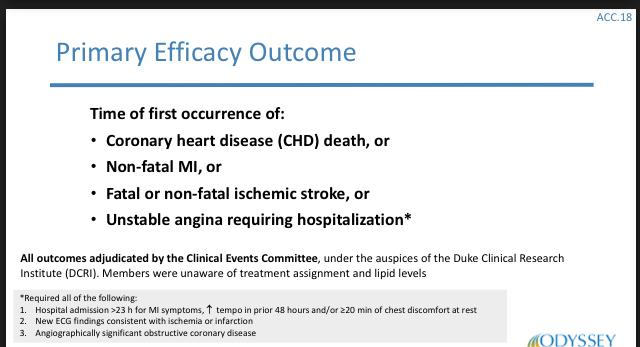 ACC.18
Primary Efficacy Outcome
Time of first occurrence of:
• Coronary heart disease (CHD) death, or
• Non-fatal MI, or
• Fatal or non-fatal ischemic stroke, or
• Unstable angina requiring hospitalization*
All outcomes adjudicated by the Clinical Events Committee, under the auspices of the Duke Clinical Research
Institute (DCRI). Members were unaware of treatment assignment and lipid levels
*Required all of the following:
1. Hospital admission >23 h for MI symptoms, ↑ tempo in prior 48 hours and/or ≥20 min of chest discomfort at rest
2. New ECG findings consistent with ischemia or infarction
3. Angiographically significant obstructive coronary disease
ODYSSEY